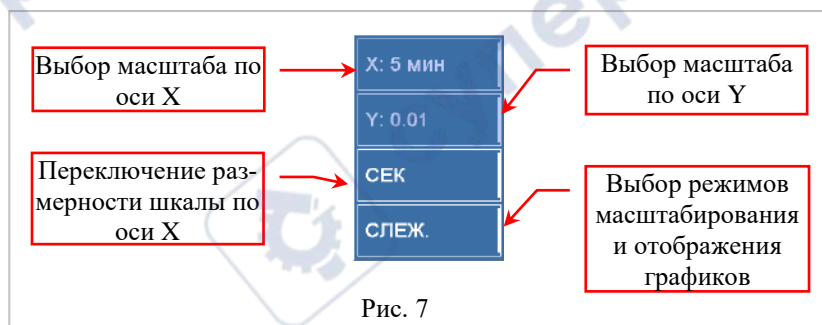 Выбор масштаба по
оси X
X: 5 мин
Y: 0.01
СЕК
СЛЕЖ.
Выбор масштаба
по оси Y
Переключение раз-
мерности шкалы по
оси X
Выбор режимов
масштабирования
и отображения
графиков
Рис. 7